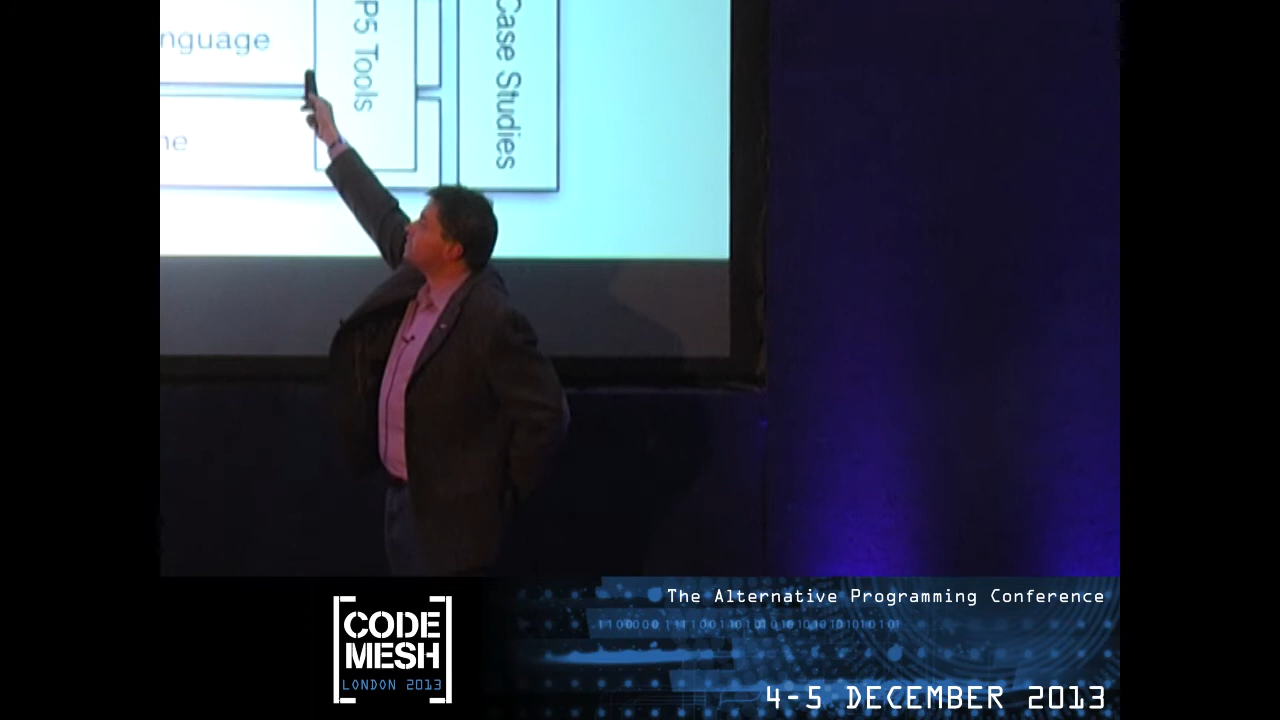 nguage
ne
P5 Tools
Case Studies
CODE
MESH
LONDON 2013
The Alternative Programming Conference
4-5 DECEMBER 2013